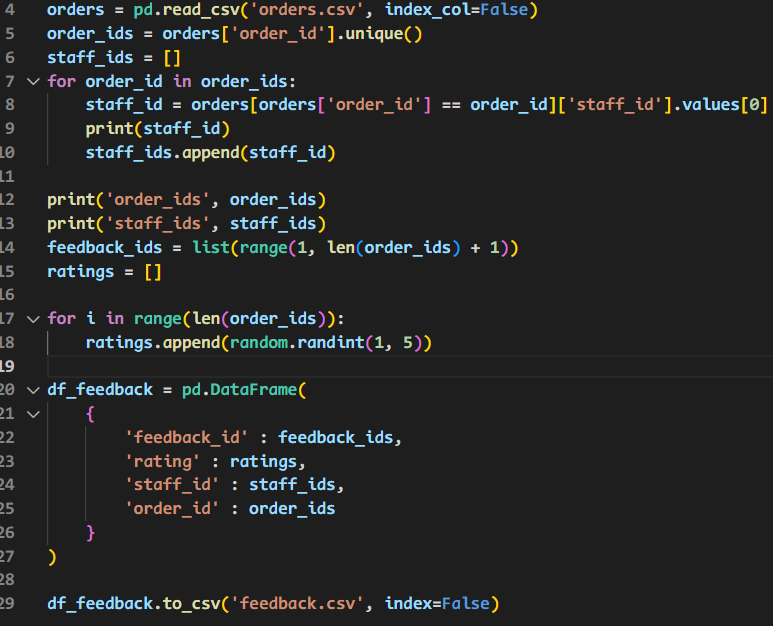 4 orders = pd.read_csv('orders.csv', index_col=False)
5 order_ids = orders['order_id'].unique()
6 staff_ids = []
7 for order_id in order_ids:
8     staff_id = orders[orders['order_id'] == order_id]['staff_id'].values[0]
9     print(staff_id)
10     staff_ids.append(staff_id)
11
12 print('order_ids', order_ids)
13 print('staff_ids', staff_ids)
14 feedback_ids = list(range(1, len(order_ids) + 1))
15 ratings = []
16
17 for i in range(len(order_ids)):
18     ratings.append(random.randint(1, 5))
19
20 df_feedback = pd.DataFrame(
21     {
22         'feedback_id' : feedback_ids,
23         'rating' : ratings,
24         'staff_id' : staff_ids,
25         'order_id' : order_ids
26     }
27 )
28
29 df_feedback.to_csv('feedback.csv', index=False)